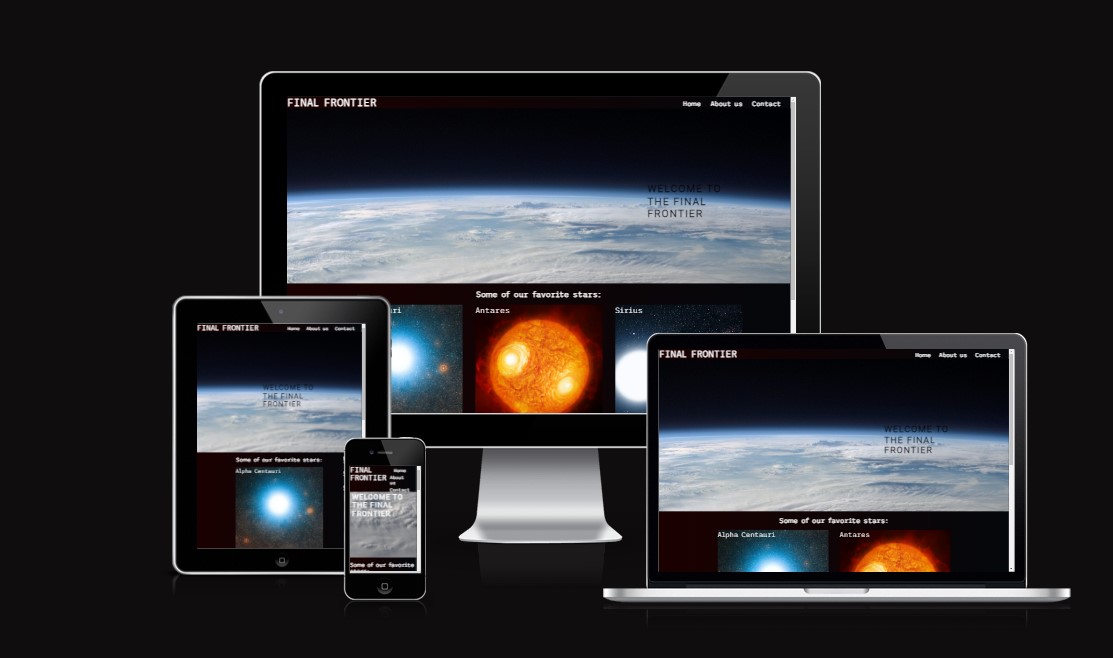 FINAL FRONTIER
Home About us Contact
WELCOME TO
THE FINAL
FRONTIER
Some of our favorite stars:
ri
Antares
Sirius
FINAL FRONTIER
Home About us Contact
WELCOME TO
THE FINAL
FRONTIER
Some of our favorite stars:
Alpha Centauri
FINAL
FRONTIER
Home
About
us
Contact
WELCOME TO
THE FINAL
FRONTIER
Some of our favorite
FINAL FRONTIER
Home About us Contact
WELCOME TO
THE FINAL
FRONTIER
Some of our favorite stars:
Alpha Centauri
Antares